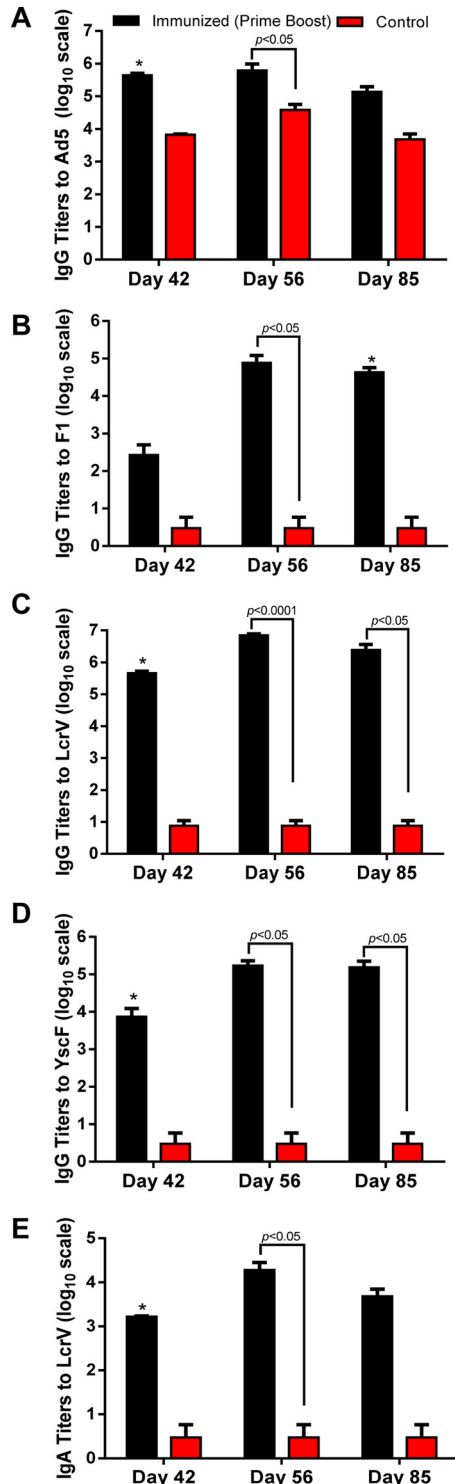 A
Immunized (Prime Boost) Control
IgG Titers to Ad5 (log10 scale)
7
6
5
4
3
2
1
0
*
p<0.05
Day 42 Day 56 Day 85
B
IgG Titers to F1 (log10 scale)
6
5
4
3
2
1
0
p<0.05
*
Day 42 Day 56 Day 85
C
IgG Titers to LcrV (log10 scale)
7
6
5
4
3
2
1
0
*
p<0.0001
p<0.05
Day 42 Day 56 Day 85
D
IgG Titers to YscF (log10 scale)
6
5
4
3
2
1
0
*
p<0.05
p<0.05
Day 42 Day 56 Day 85
E
IgA Titers to LcrV (log10 scale)
5
4
3
2
1
0
*
p<0.05
Day 42 Day 56 Day 85